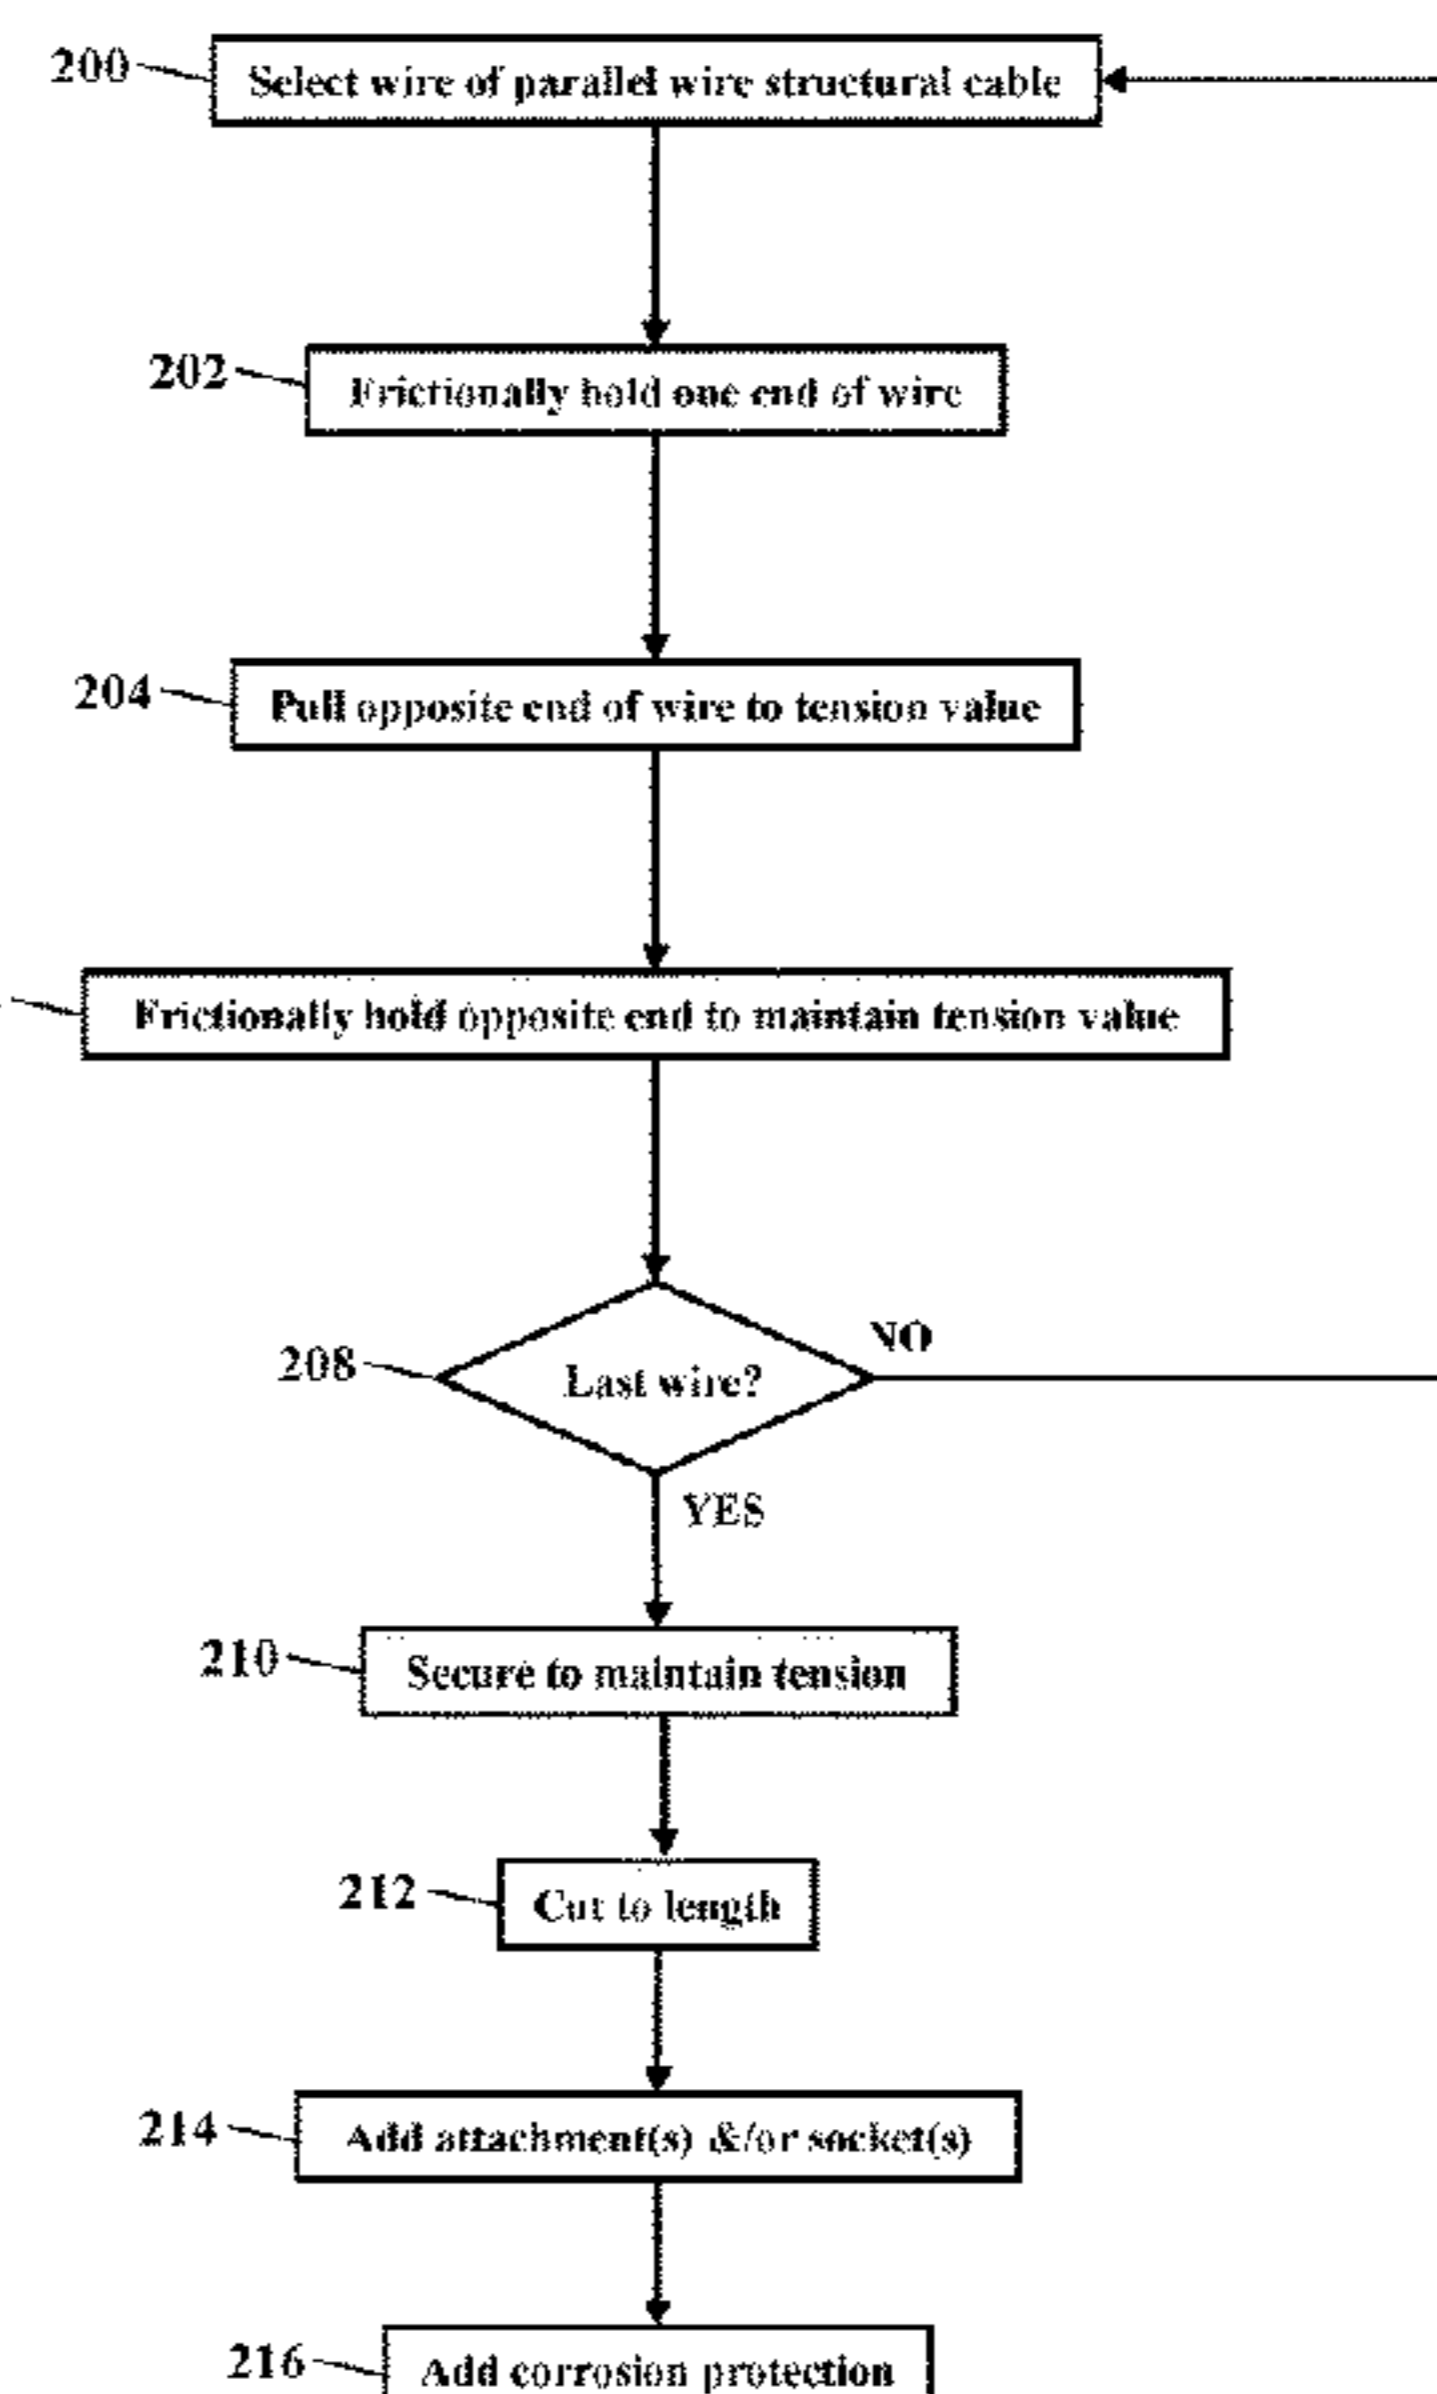 200 Select wire of parallel wire structural cable
202 Frictionally hold one end of wire
204 Pull opposite end of wire to tension value
Frictionally hold opposite end to maintain tension value
NO
208 Last wire?
YES
210 Secure to maintain tension
212 Cut to length
214 Add attachment(s) &/or socket(s)
216 Add corrosion protection